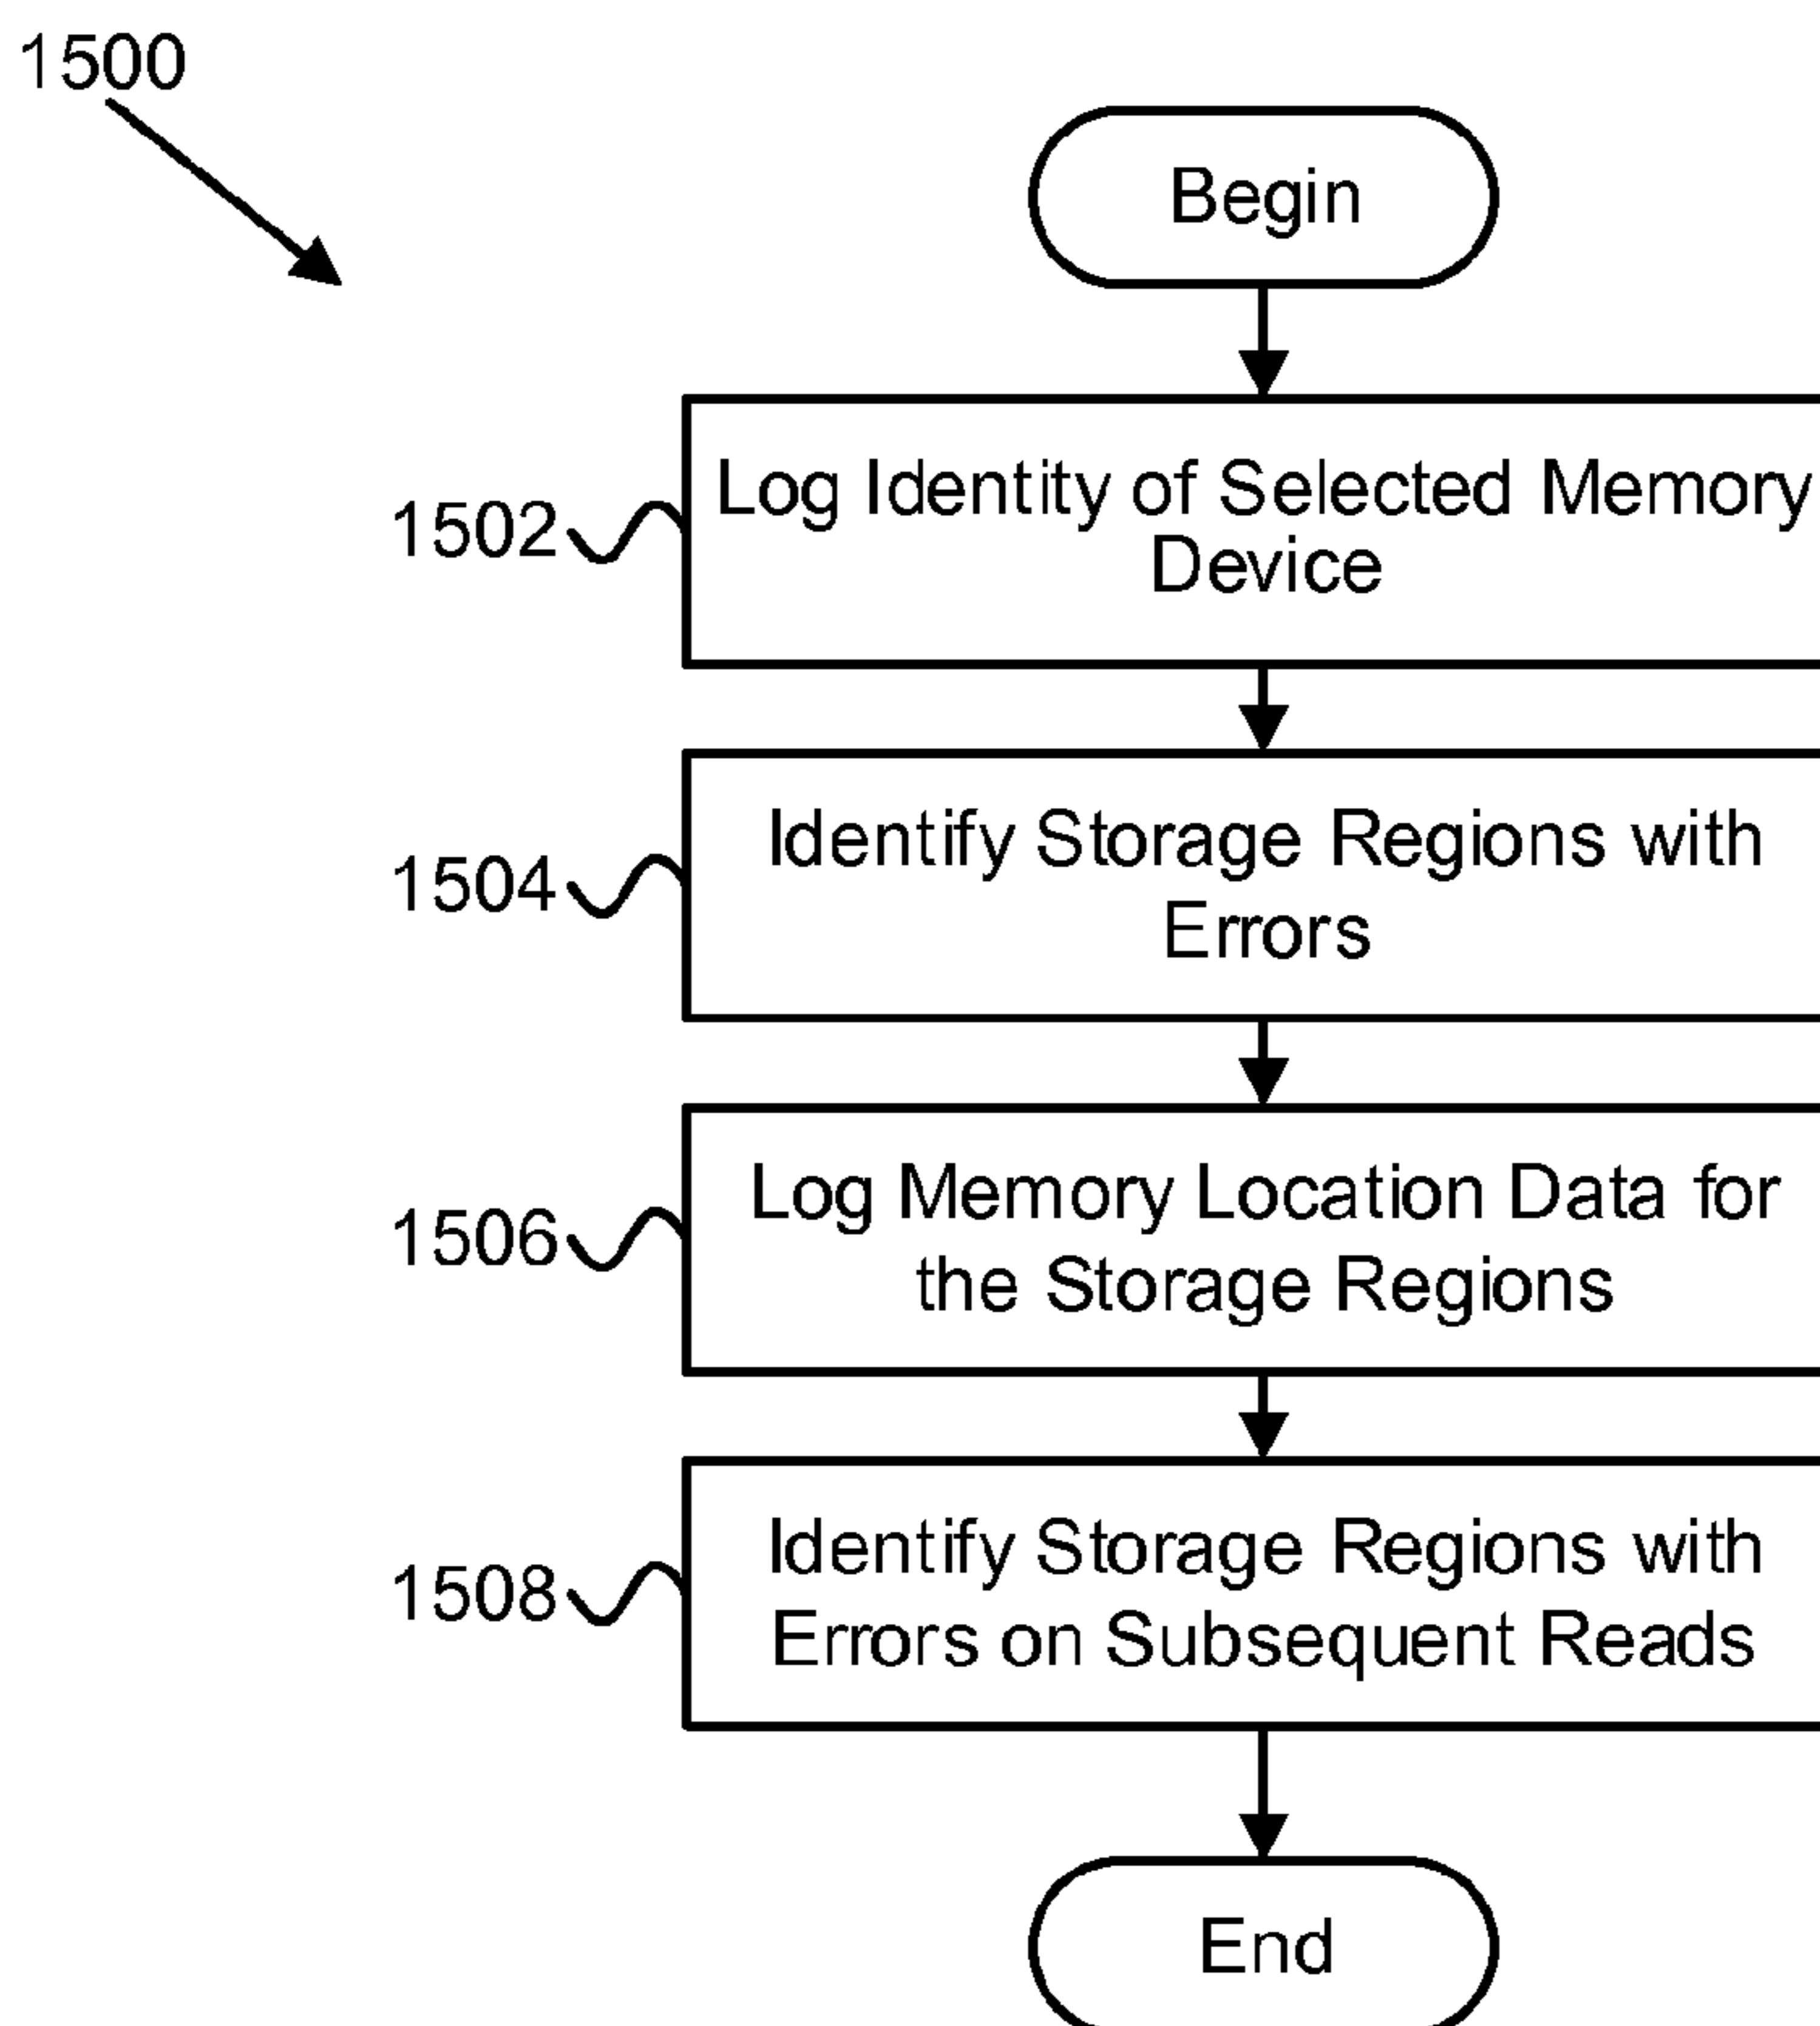 1500
Begin
1502
Log Identity of Selected Memory
Device
1504
Identify Storage Regions with
Errors
1506
Log Memory Location Data for
the Storage Regions
1508
Identify Storage Regions with
Errors on Subsequent Reads
End